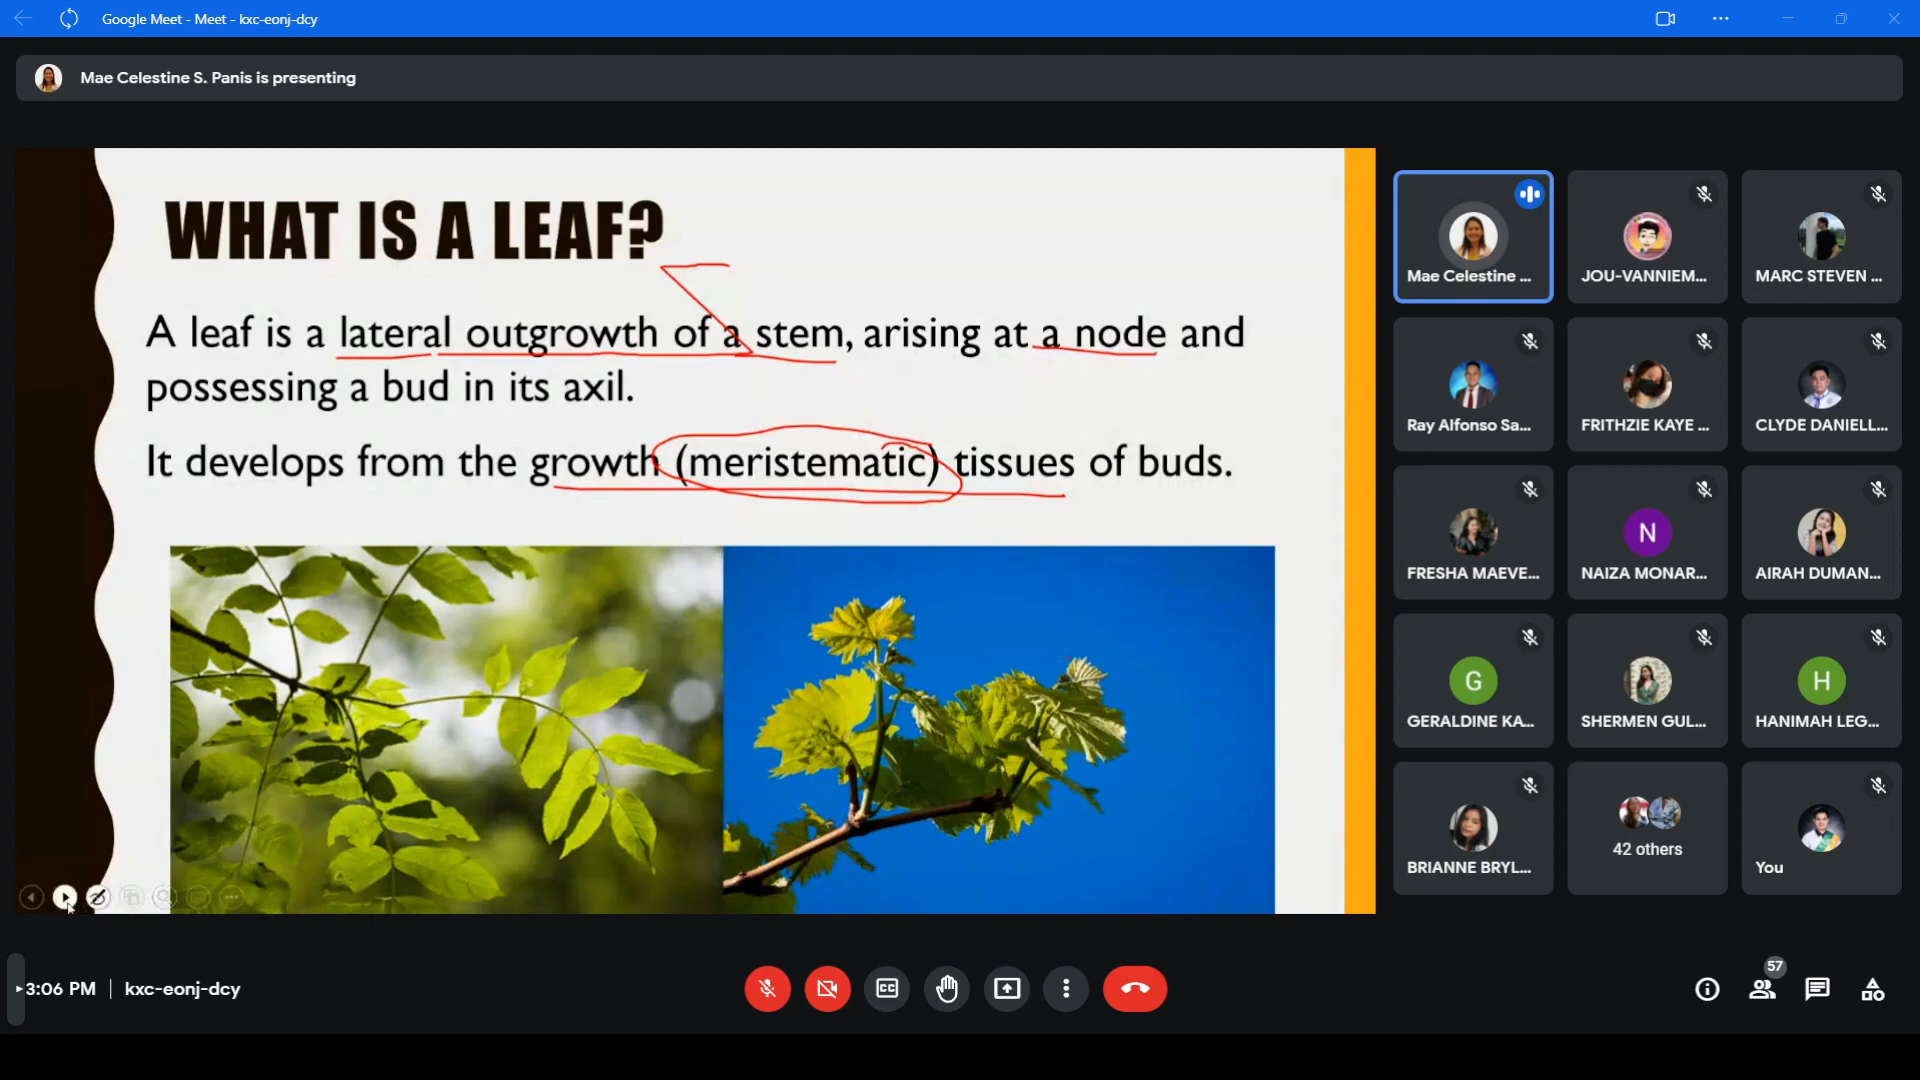 Google Meet - Meet - kxc-eonj-dcy
Mae Celestine S. Panis is presenting
WHAT IS A LEAF?
A leaf is a lateral outgrowth of a stem, arising at a node and
possessing a bud in its axil.
It develops from the growth (meristematic) tissues of buds.
Mae Celestine ...
JOU-VANNIEM...
MARC STEVEN ...
Ray Alfonso Sa...
FRITHZIE KAYE ...
CLYDE DANIELL...
FRESHA MAEVE...
N
NAIZA MONAR...
AIRAH DUMAN...
G
GERALDINE KA...
SHERMEN GUL...
H
HANIMAH LEG...
BRIANNE BRYL...
42 others
You
3:06 PM | kxc-eonj-dcy
CC
57